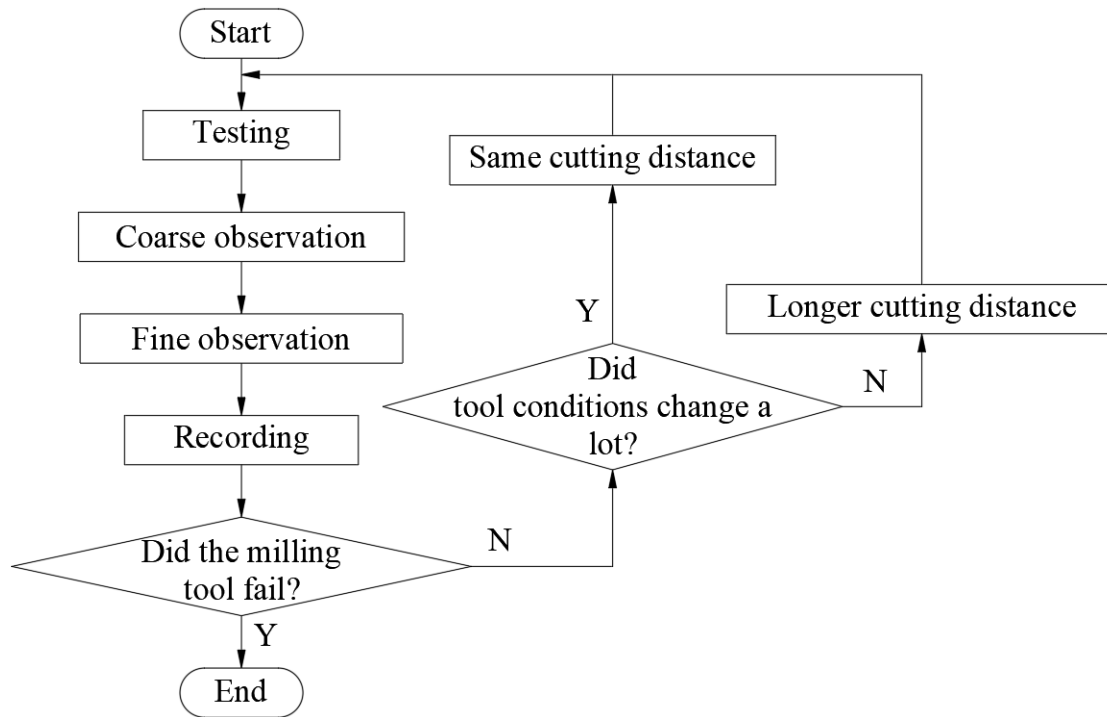 Start
Testing
Coarse observation
Fine observation
Recording
Did the milling
tool fail?
Y
End
N
Did
tool conditions change a
lot?
Y
Same cutting distance
N
Longer cutting distance